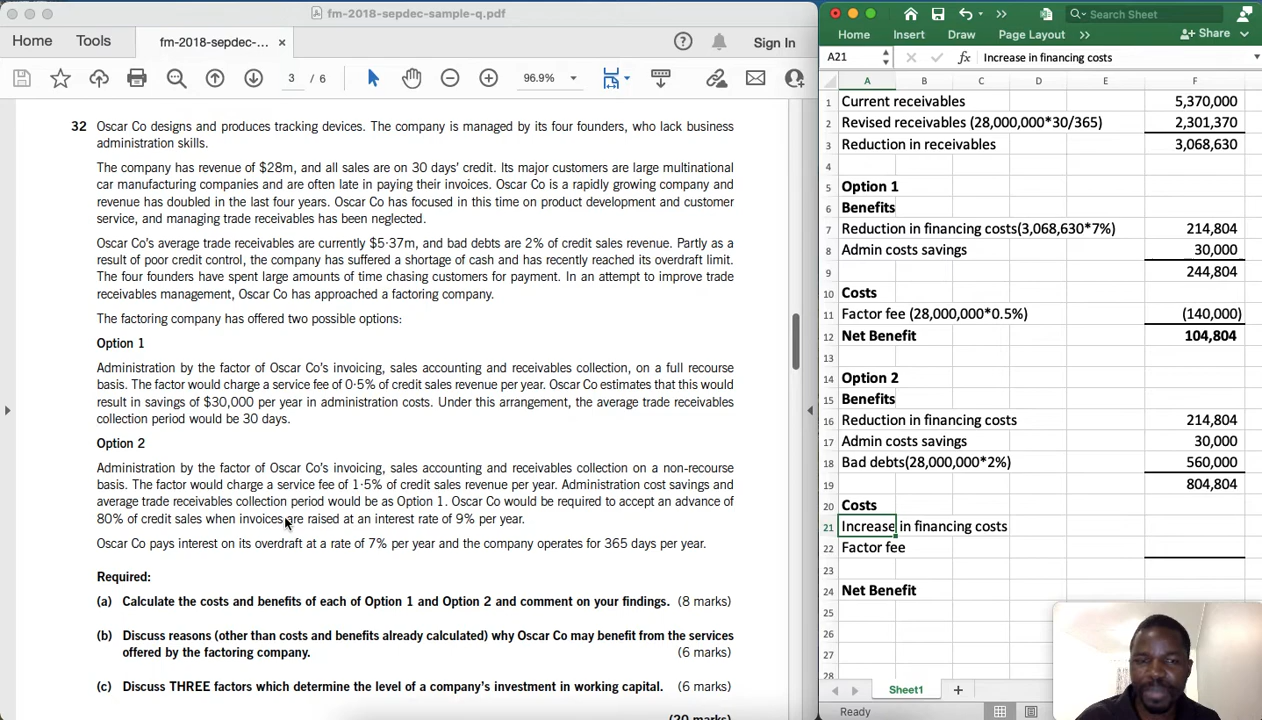 fm-2018-sepdec-sample-q.pdf
Home Tools fm-2018-sepdec-... × Sign In
3 / 6 96.9%
32 Oscar Co designs and produces tracking devices. The company is managed by its four founders, who lack business
administration skills.
The company has revenue of $28m, and all sales are on 30 days' credit. Its major customers are large multinational
car manufacturing companies and are often late in paying their invoices. Oscar Co is a rapidly growing company and
revenue has doubled in the last four years. Oscar Co has focused in this time on product development and customer
service, and managing trade receivables has been neglected.
Oscar Co's average trade receivables are currently $5·37m, and bad debts are 2% of credit sales revenue. Partly as a
result of poor credit control, the company has suffered a shortage of cash and has recently reached its overdraft limit.
The four founders have spent large amounts of time chasing customers for payment. In an attempt to improve trade
receivables management, Oscar Co has approached a factoring company.
The factoring company has offered two possible options:
Option 1
Administration by the factor of Oscar Co's invoicing, sales accounting and receivables collection, on a full recourse
basis. The factor would charge a service fee of 0·5% of credit sales revenue per year. Oscar Co estimates that this would
result in savings of $30,000 per year in administration costs. Under this arrangement, the average trade receivables
collection period would be 30 days.
Option 2
Administration by the factor of Oscar Co's invoicing, sales accounting and receivables collection on a non-recourse
basis. The factor would charge a service fee of 1·5% of credit sales revenue per year. Administration cost savings and
average trade receivables collection period would be as Option 1. Oscar Co would be required to accept an advance of
80% of credit sales when invoices are raised at an interest rate of 9% per year.
Oscar Co pays interest on its overdraft at a rate of 7% per year and the company operates for 365 days per year.
Required:
(a) Calculate the costs and benefits of each of Option 1 and Option 2 and comment on your findings. (8 marks)
(b) Discuss reasons (other than costs and benefits already calculated) why Oscar Co may benefit from the services
offered by the factoring company. (6 marks)
(c) Discuss THREE factors which determine the level of a company's investment in working capital. (6 marks)
(20 marks)
Search Sheet
Home Insert Draw Page Layout Share
A21 fx Increase in financing costs
A B C D E F
1 Current receivables 5,370,000
2 Revised receivables (28,000,000*30/365) 2,301,370
3 Reduction in receivables 3,068,630
4
5 Option 1
6 Benefits
7 Reduction in financing costs(3,068,630*7%) 214,804
8 Admin costs savings 30,000
9 244,804
10 Costs
11 Factor fee (28,000,000*0.5%) (140,000)
12 Net Benefit 104,804
13
14 Option 2
15 Benefits
16 Reduction in financing costs 214,804
17 Admin costs savings 30,000
18 Bad debts(28,000,000*2%) 560,000
19 804,804
20 Costs
21 Increase in financing costs
22 Factor fee
23
24 Net Benefit
25
26
27
28
Sheet1 +
Ready